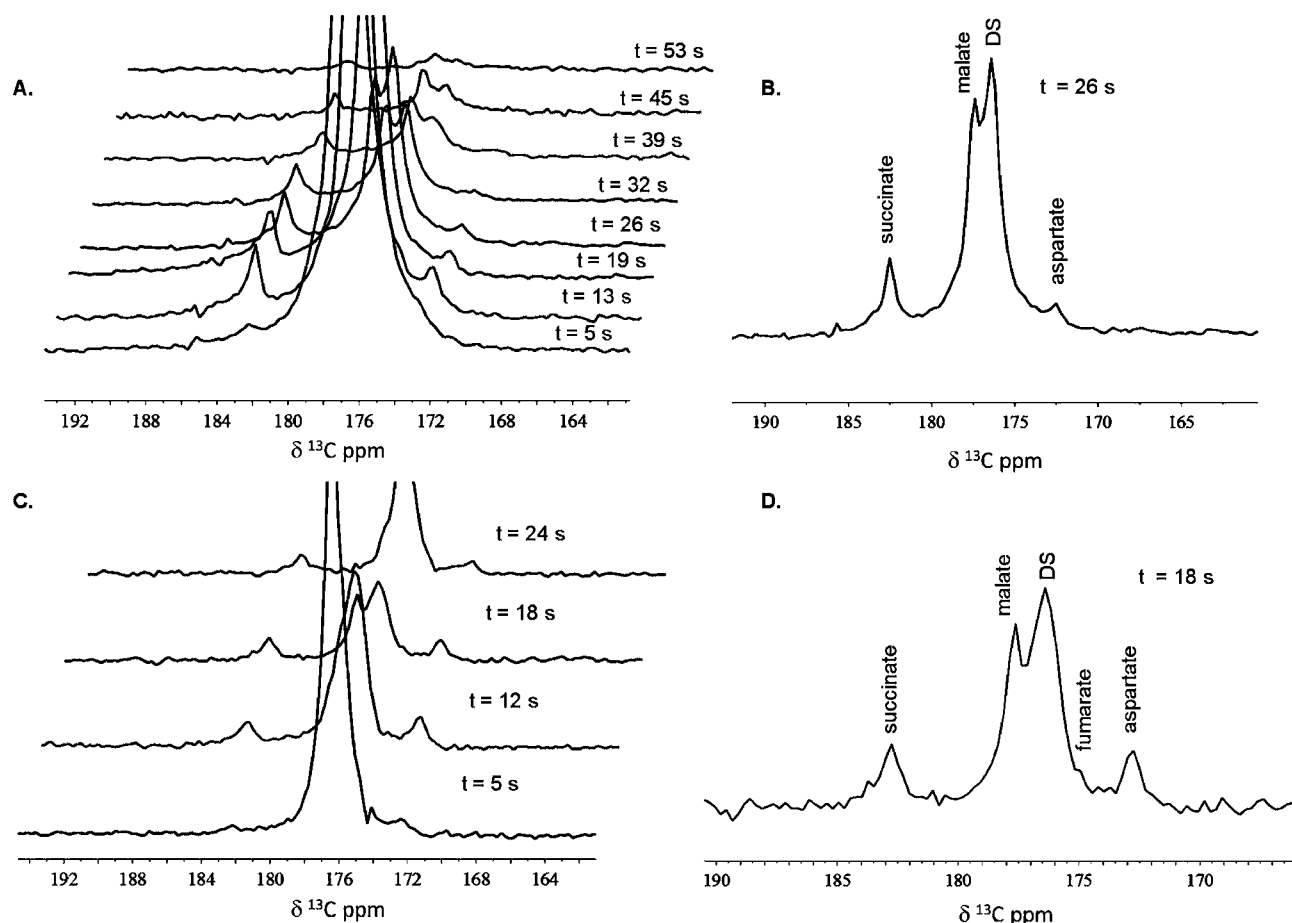 A.
t = 53 s
t = 45 s
t = 39 s
t = 32 s
t = 26 s
t = 19 s
t = 13 s
t = 5 s
192 188 184 180 176 172 168 164
δ 13C ppm
B.
t = 26 s
succinate
malate
DS
aspartate
190 185 180 175 170 165
δ 13C ppm
C.
t = 24 s
t = 18 s
t = 12 s
t = 5 s
192 188 184 180 176 172 168 164
δ 13C ppm
D.
t = 18 s
succinate
malate
DS
fumarate
aspartate
190 185 180 175 170
δ 13C ppm